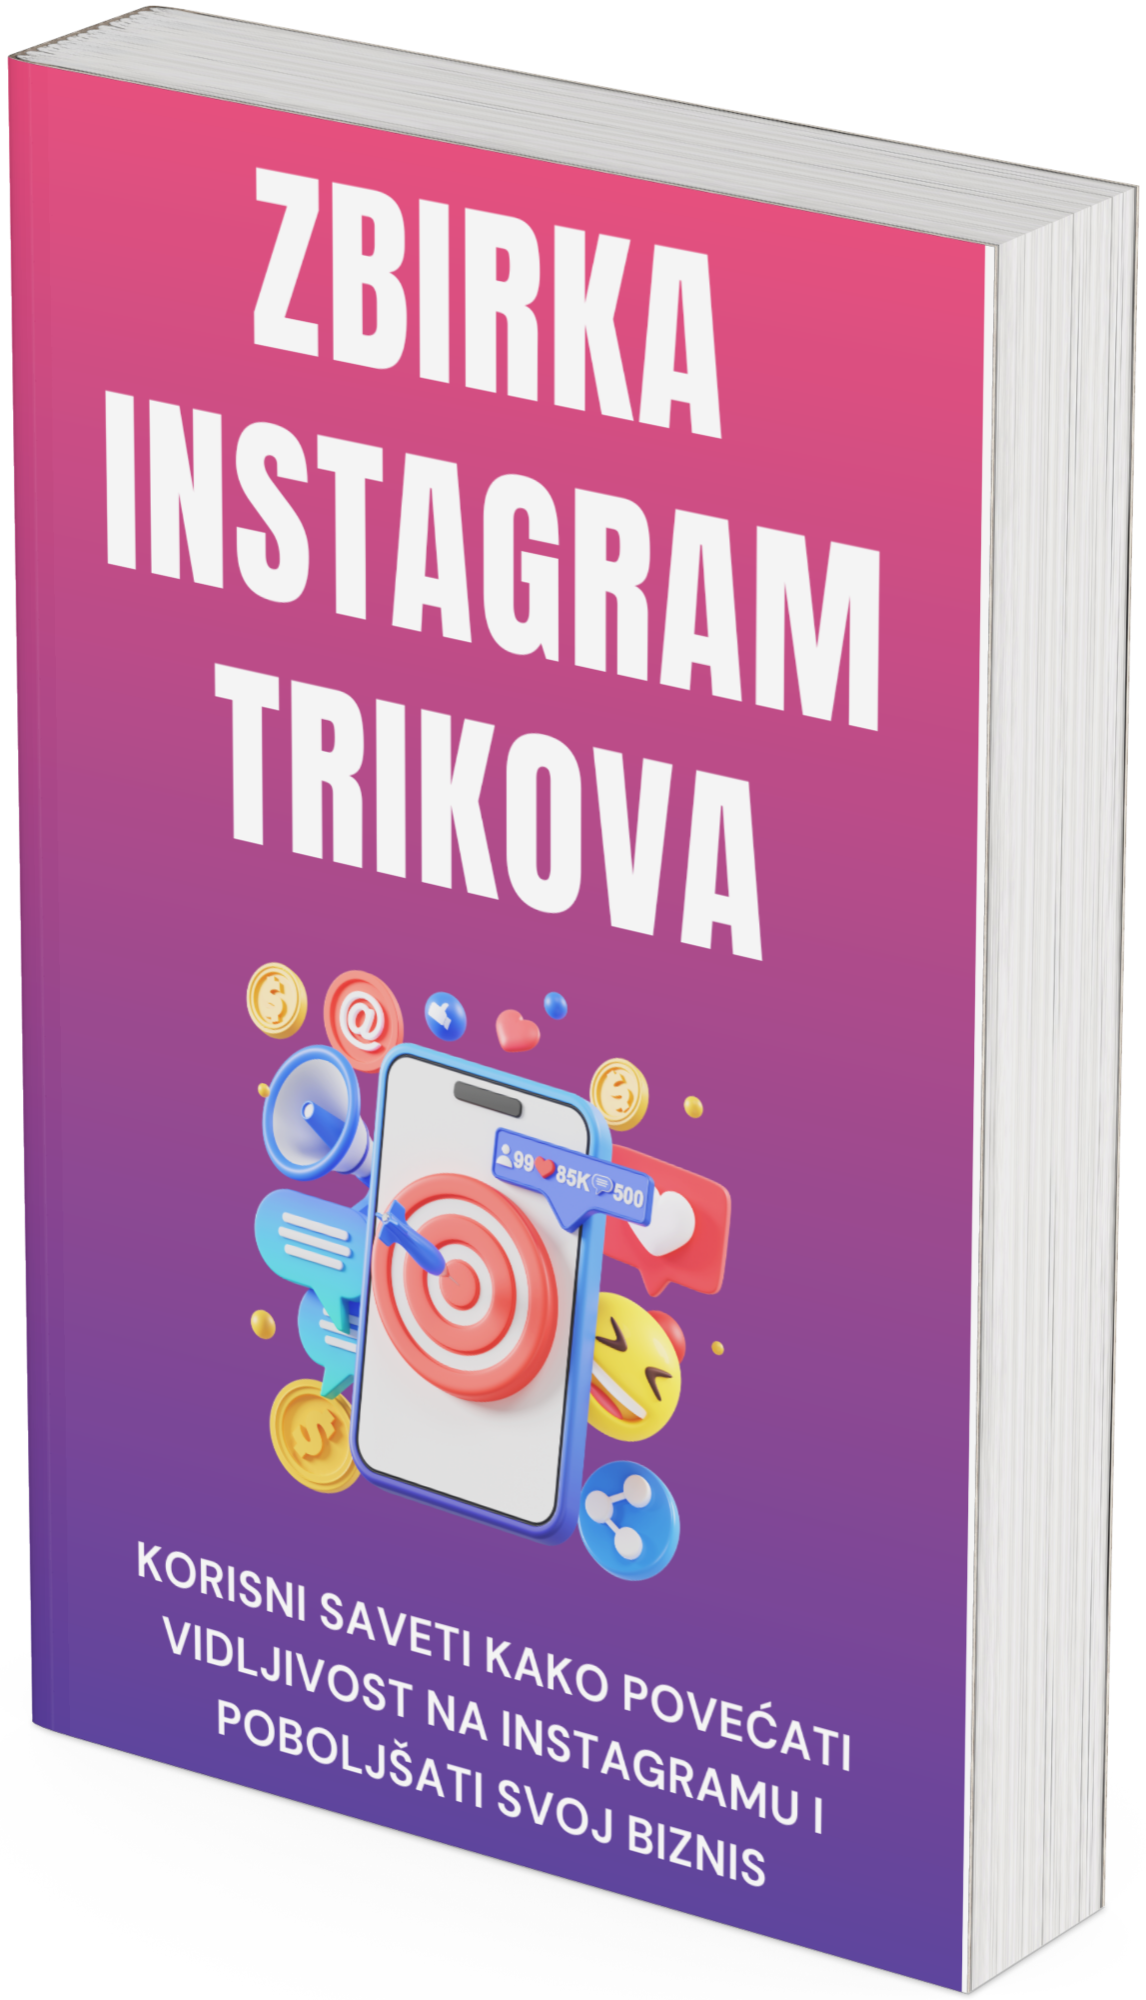 ZBIRKA
INSTAGRAM
TRIKOVA
@
99 85K 500
KORISNI SAVETI KAKO POVEĆATI
VIDLJIVOST NA INSTAGRAMU I
POBOLJŠATI SVOJ BIZNIS